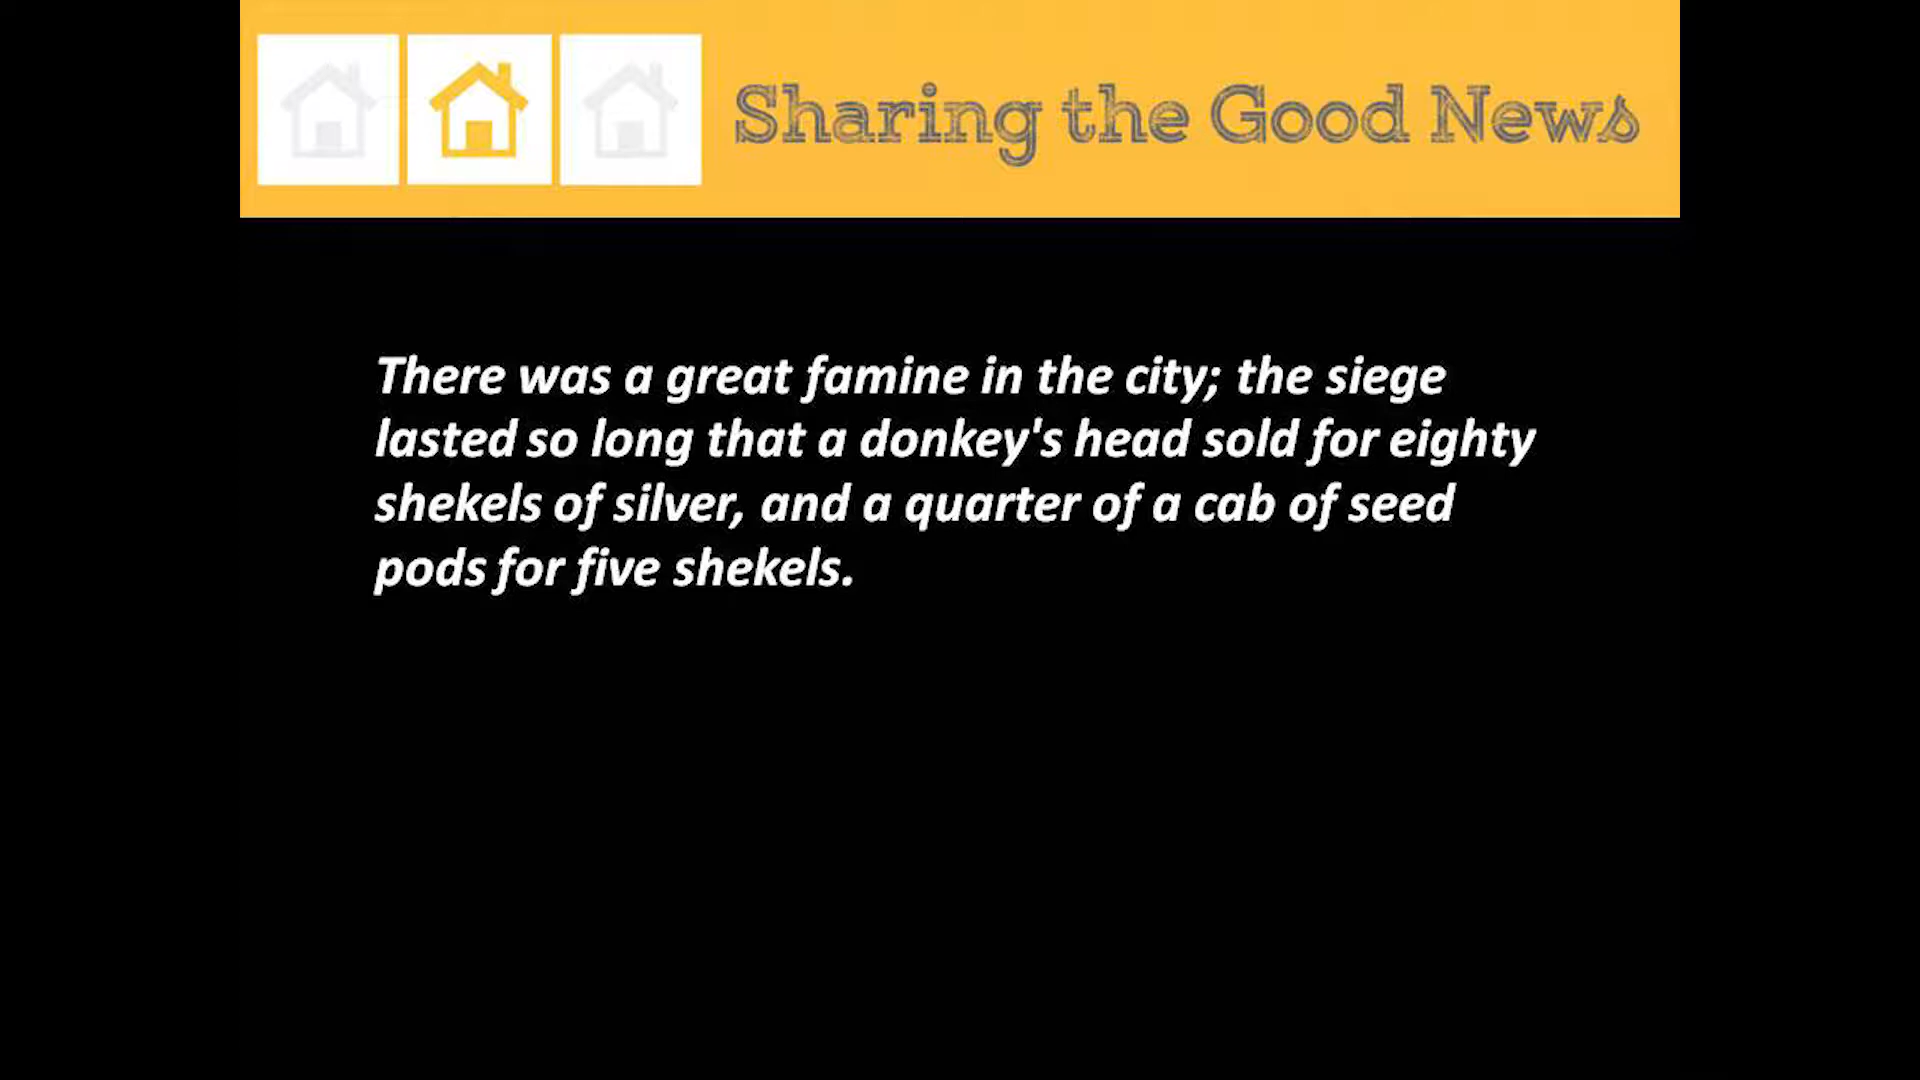 Sharing the Good News
There was a great famine in the city; the siege
lasted so long that a donkey's head sold for eighty
shekels of silver, and a quarter of a cab of seed
pods for five shekels.